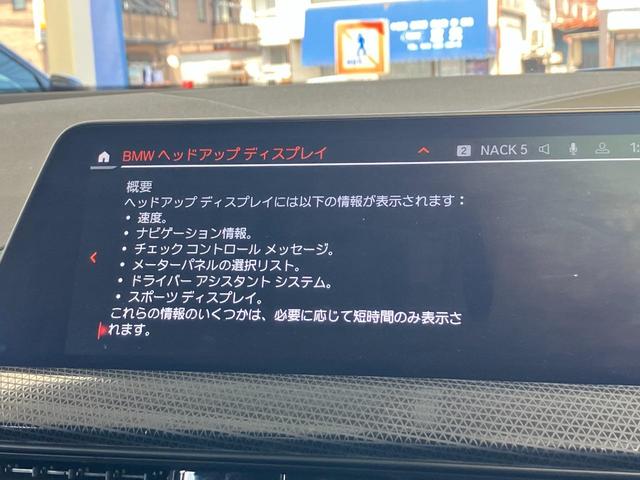 BMW ヘッドアップ ディスプレイ
2 NACK 5
概要
ヘッドアップ ディスプレイには以下の情報が表示されます：
• 速度。
• ナビゲーション情報。
• チェック コントロール メッセージ。
• メーターパネルの選択リスト。
• ドライバー アシスタント システム。
• スポーツ ディスプレイ。
これらの情報のいくつかは、必要に応じて短時間のみ表示さ
れます。